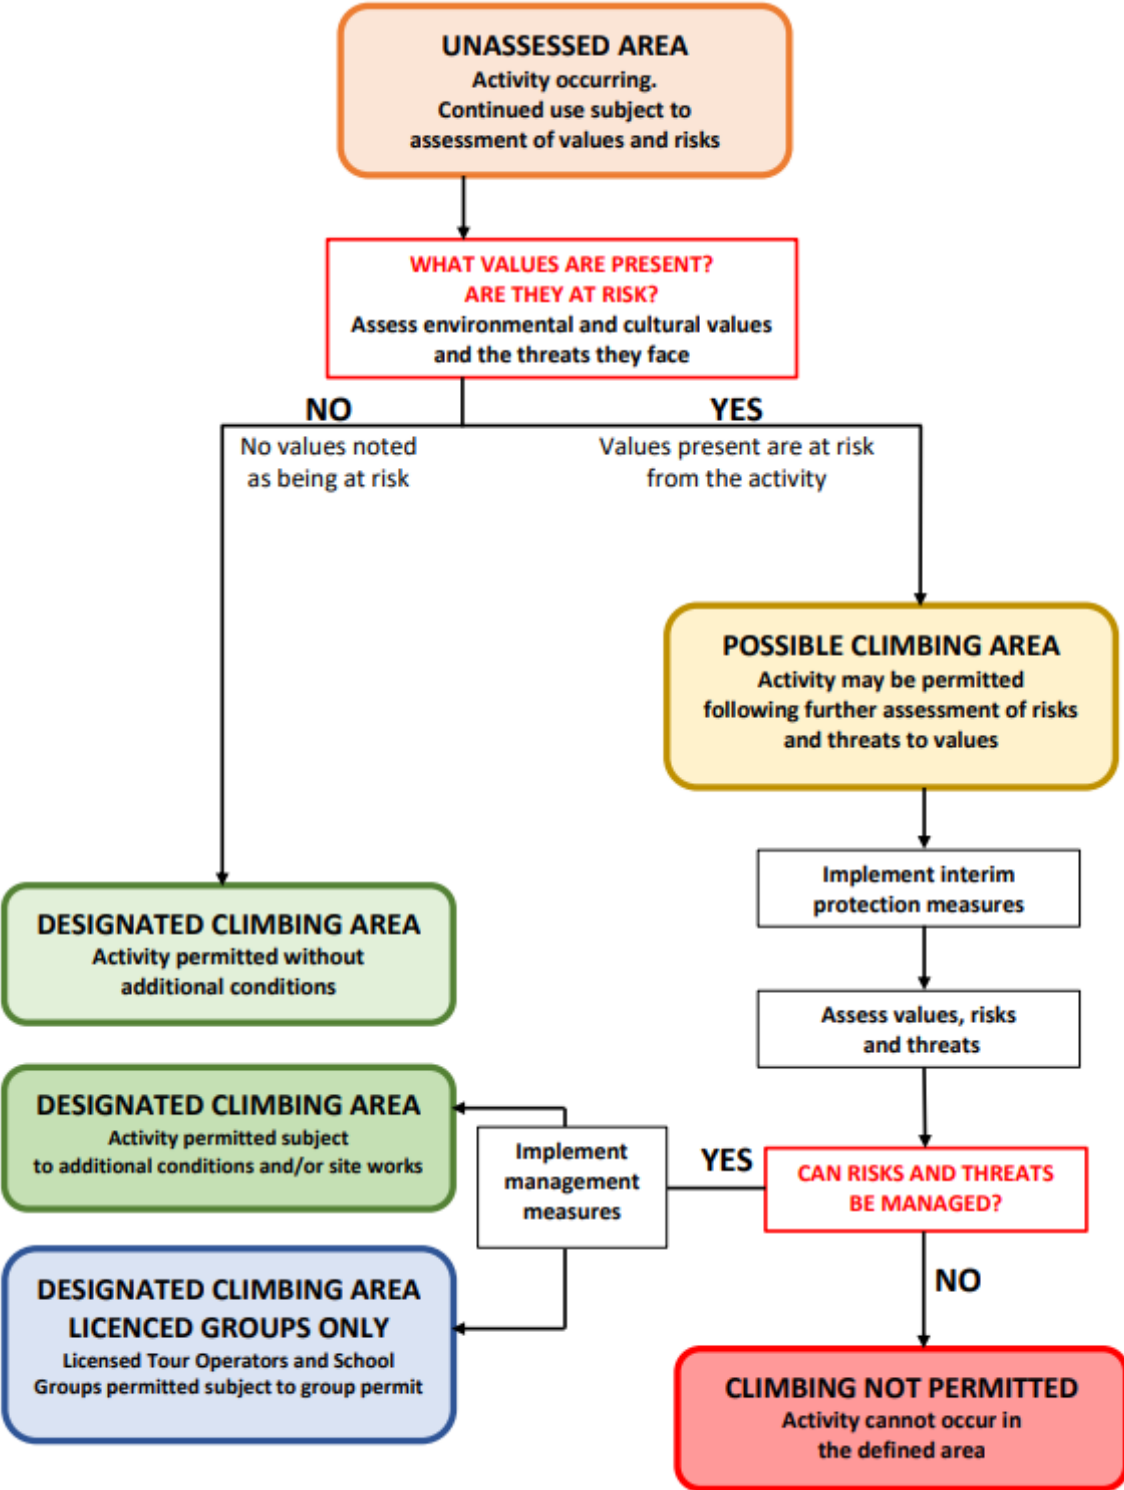 UNASSESSED AREA
Activity occurring.
Continued use subject to
assessment of values and risks
WHAT VALUES ARE PRESENT?
ARE THEY AT RISK?
Assess environmental and cultural values
and the threats they face
NO
No values noted
as being at risk
YES
Values present are at risk
from the activity
POSSIBLE CLIMBING AREA
Activity may be permitted
following further assessment of risks
and threats to values
Implement interim
protection measures
Assess values, risks
and threats
CAN RISKS AND THREATS
BE MANAGED?
YES
Implement
management
measures
DESIGNATED CLIMBING AREA
Activity permitted without
additional conditions
DESIGNATED CLIMBING AREA
Activity permitted subject
to additional conditions and/or site works
DESIGNATED CLIMBING AREA
LICENCED GROUPS ONLY
Licensed Tour Operators and School
Groups permitted subject to group permit
NO
CLIMBING NOT PERMITTED
Activity cannot occur in
the defined area